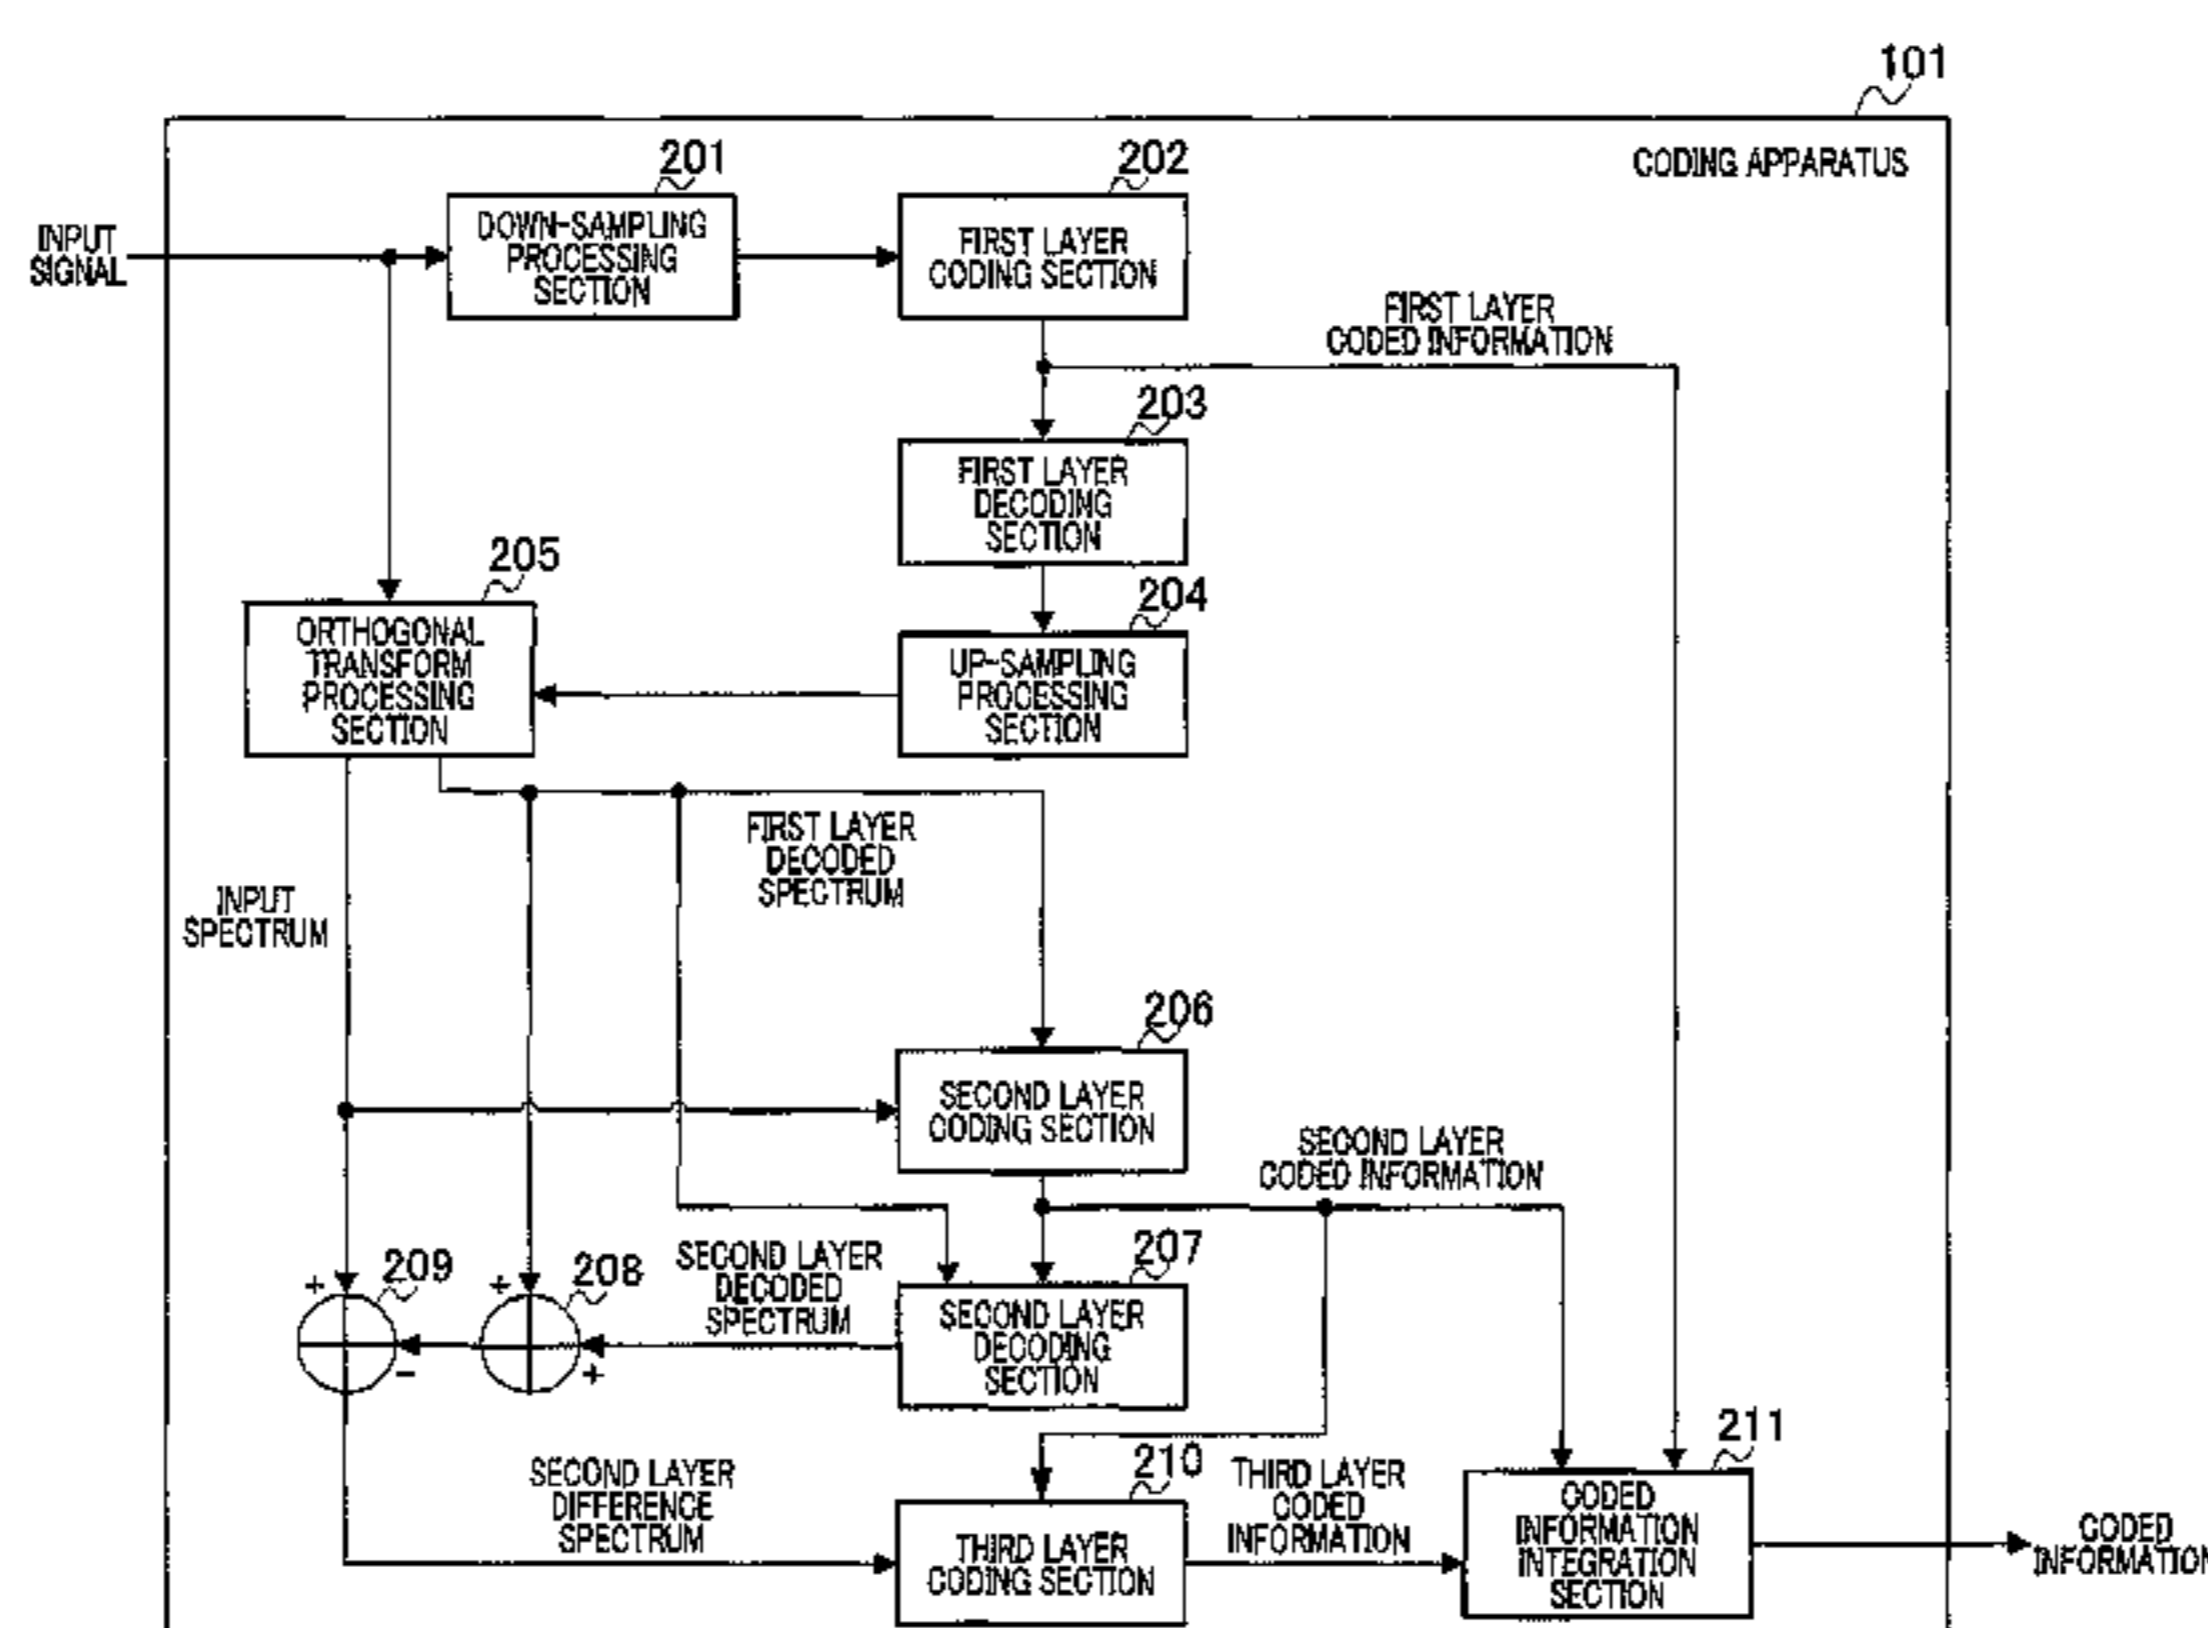 101
CODING APPARATUS
201
202
INPUT
SIGNAL
DOWN-SAMPLING
PROCESSING
SECTION
FIRST LAYER
CODING SECTION
FIRST LAYER
CODED INFORMATION
203
FIRST LAYER
DECODING
SECTION
205
204
ORTHOGONAL
TRANSFORM
PROCESSING
SECTION
UP-SAMPLING
PROCESSING
SECTION
FIRST LAYER
DECODED
SPECTRUM
INPUT
SPECTRUM
206
SECOND LAYER
CODING SECTION
SECOND LAYER
CODED INFORMATION
207
+ 209
+ 208
SECOND LAYER
DECODED
SPECTRUM
SECOND LAYER
DECODING
SECTION
-
+
210
211
SECOND LAYER
DIFFERENCE
SPECTRUM
THIRD LAYER
CODING SECTION
THIRD LAYER
CODED
INFORMATION
CODED
INFORMATION
INTEGRATION
SECTION
CODED
INFORMATION